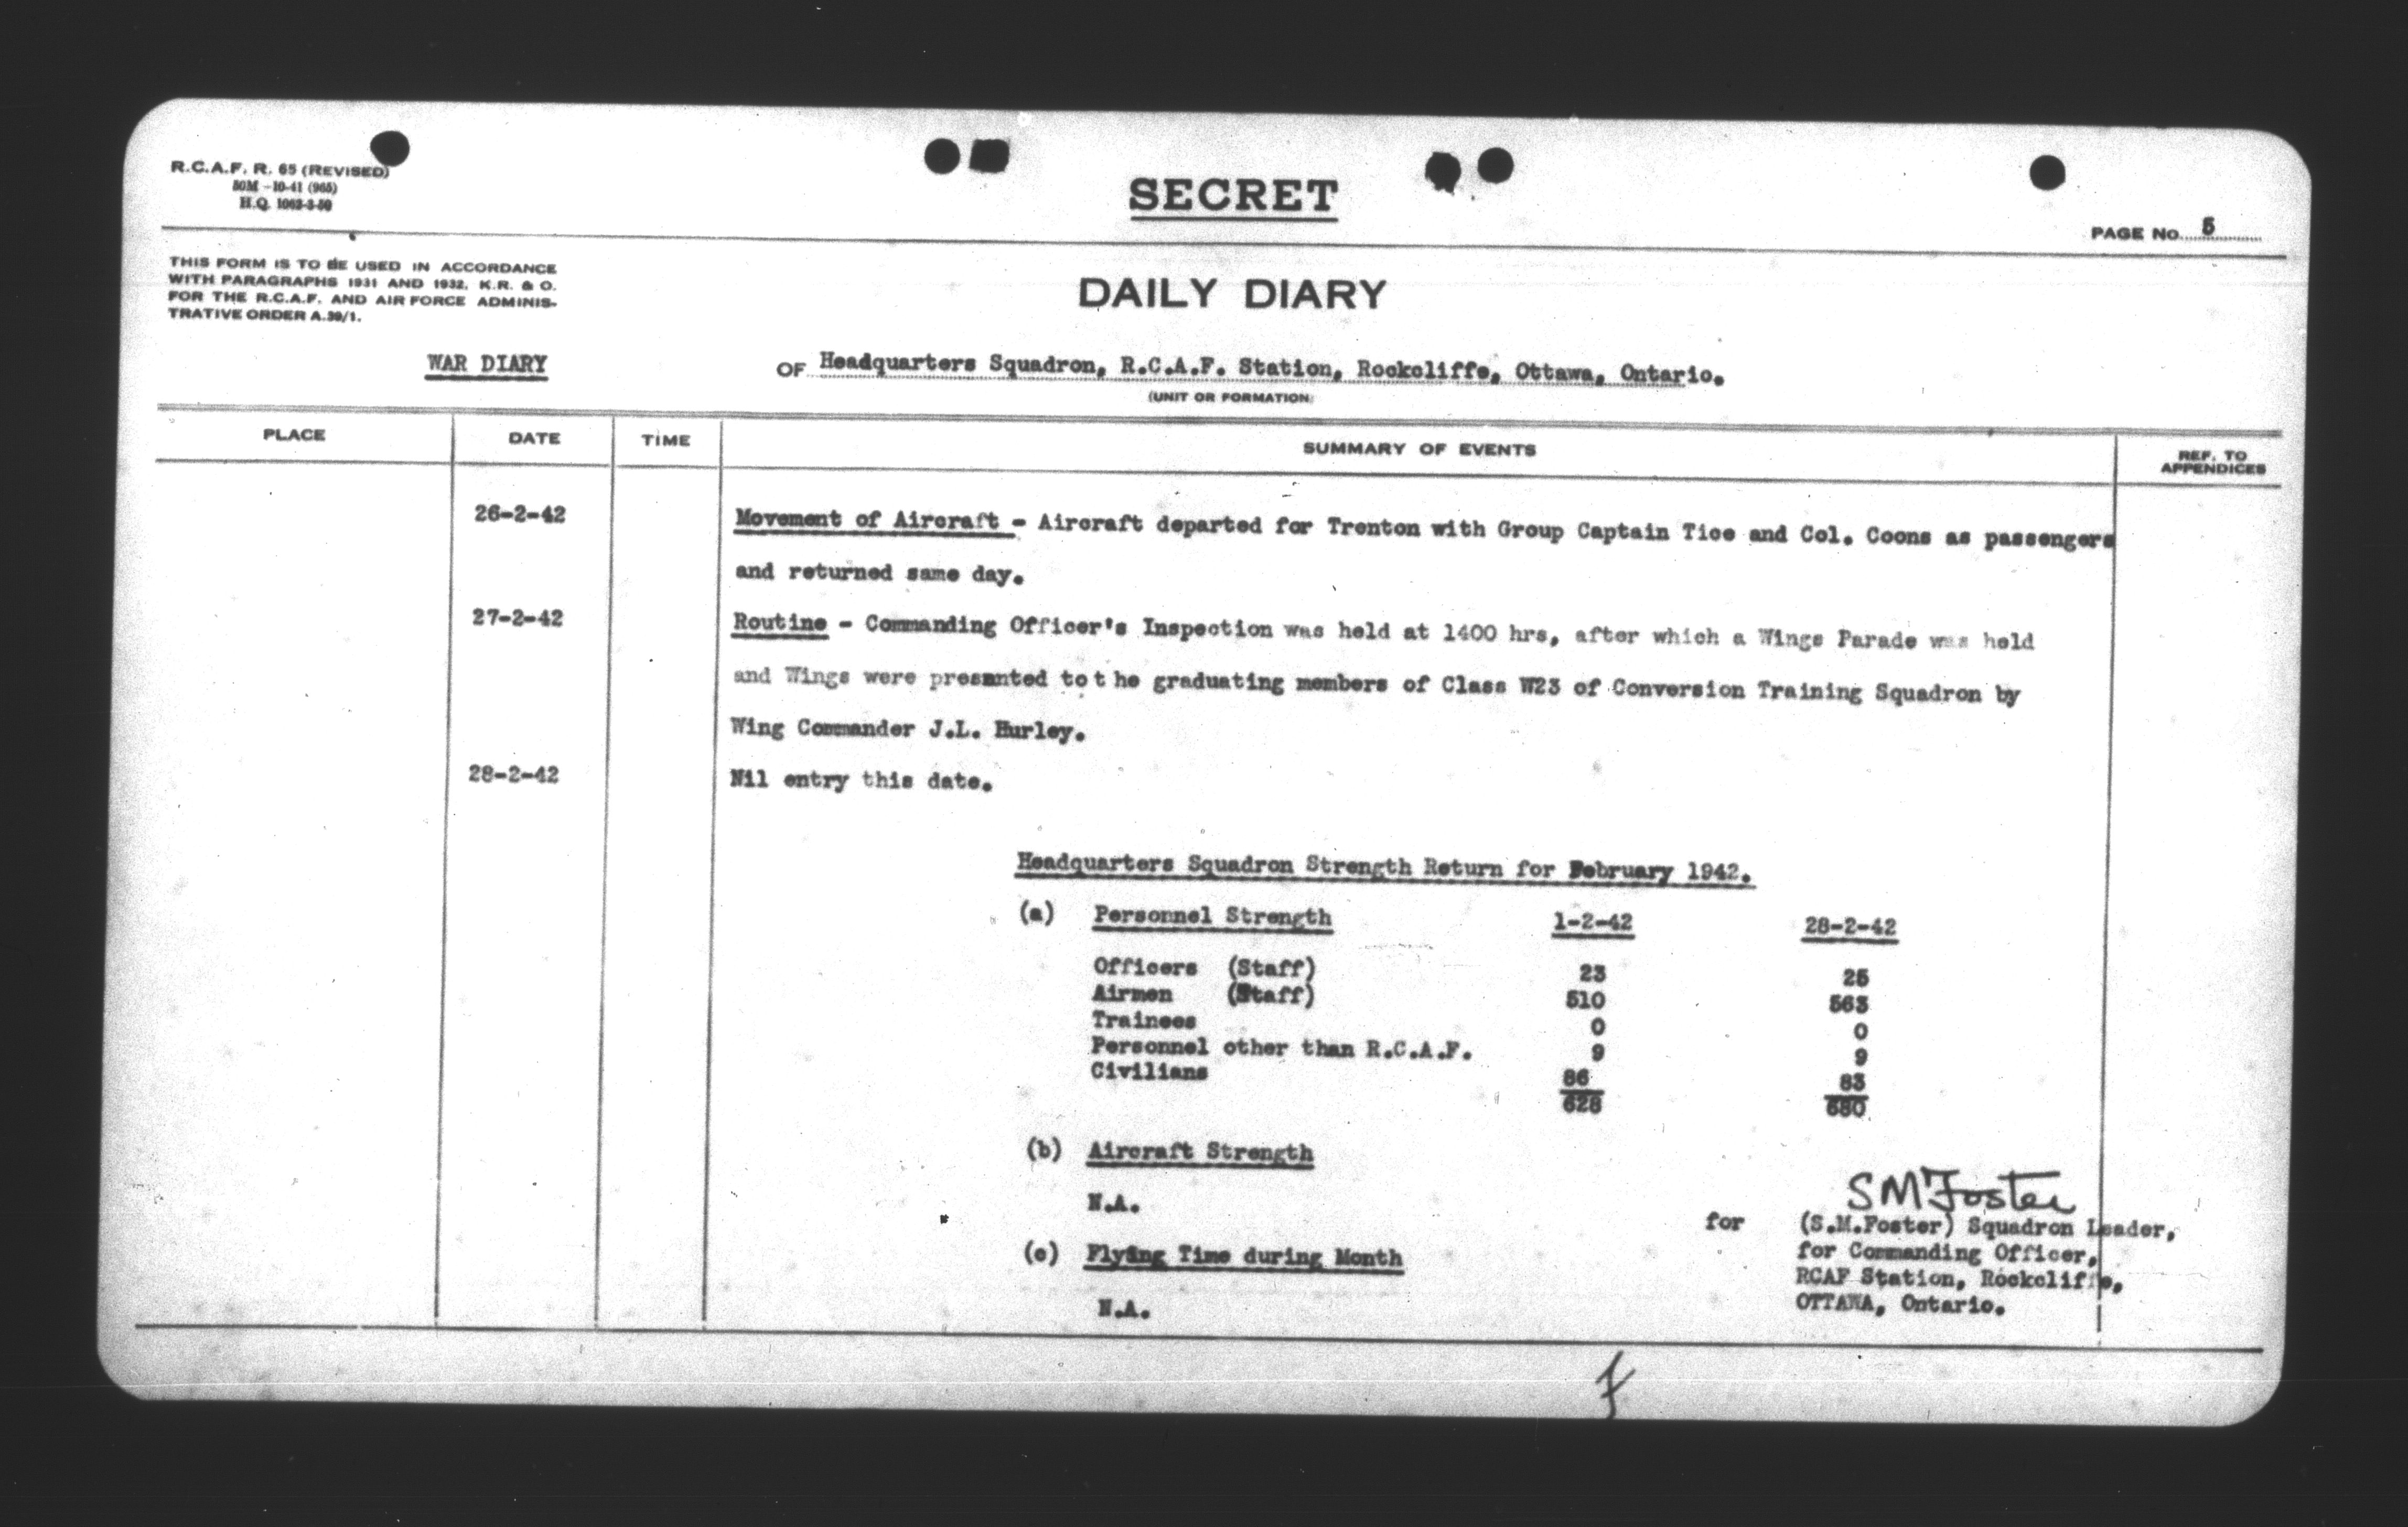 R.C.A.F. R. 65 (REVISED)
50M-10-41 (965)
H.Q. 1062-3-50
SECRET
PAGE No. 5
THIS FORM IS TO BE USED IN ACCORDANCE
WITH PARAGRAPHS 1931 AND 1932, K.R. & O.
FOR THE R.C.A.F. AND AIR FORCE ADMINIS-
TRATIVE ORDER A.39/1.
DAILY DIARY
WAR DIARY
OF Headquarters Squadron, R.C.A.F. Station, Rockcliffe, Ottawa, Ontario.
(UNIT OR FORMATION)
PLACE DATE TIME SUMMARY OF EVENTS REF. TO APPENDICES
26-2-42 Movement of Aircraft - Aircraft departed for Trenton with Group Captain Tice and Col. Coons as passengers
and returned same day.
27-2-42 Routine - Commanding Officer's Inspection was held at 1400 hrs, after which a Wings Parade was held
and Wings were presented tot he graduating members of Class W23 of Conversion Training Squadron by
Wing Commander J.L. Hurley.
28-2-42 Nil entry this date.
Headquarters Squadron Strength Return for February 1942.
(a) Personnel Strength 1-2-42 28-2-42
Officers (Staff) 23 25
Airmen (Staff) 510 563
Trainees 0 0
Personnel other than R.C.A.F. 9 9
Civilians 86 83
628 680
(b) Aircraft Strength
N.A.
SMFoster
for (S.M.Foster) Squadron Leader,
for Commanding Officer,
RCAF Station, Rockcliffe,
OTTAWA, Ontario.
(c) Flying Time during Month
N.A.